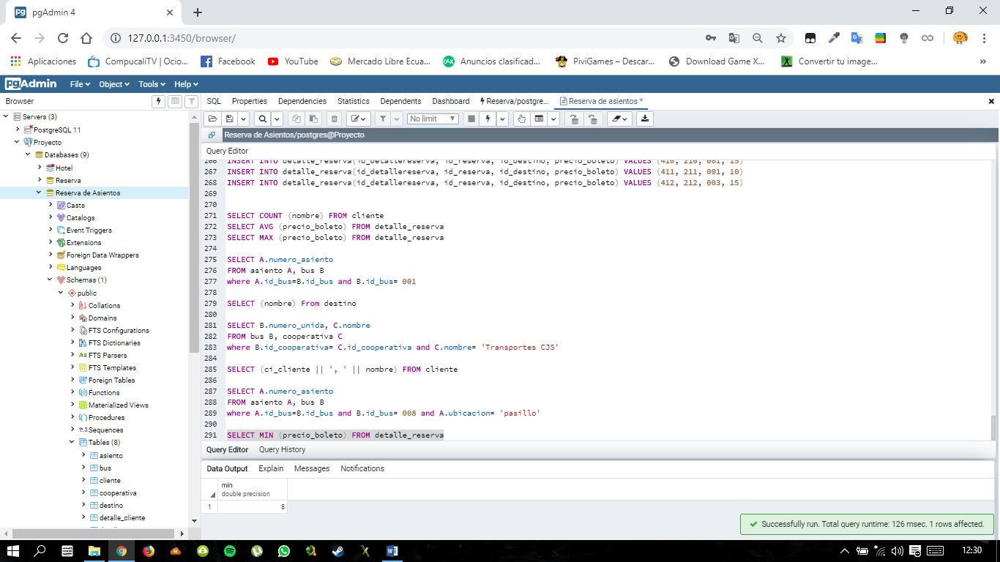 pgAdmin 4
127.0.0.1:3450/browser/
Aplicaciones CompucaliTV | Ocio... Facebook YouTube Mercado Libre Ecua... Anuncios clasificad... PiviGames – Descar... Download Game X... Convertir tu image... »
pgAdmin File Object Tools Help
Browser SQL Properties Dependencies Statistics Dependents Dashboard Reserva/postgre... Reserva de asientos *
No limit
Reserva de Asientos/postgres@Proyecto
Query Editor
Servers (3)
PostgreSQL 11
Proyecto
Databases (9)
Hotel
Reserva
Reserva de Asientos
Casts
Catalogs
Event Triggers
Extensions
Foreign Data Wrappers
Languages
Schemas (1)
public
Collations
Domains
FTS Configurations
FTS Dictionaries
FTS Parsers
FTS Templates
Foreign Tables
Functions
Materialized Views
Procedures
Sequences
Tables (8)
asiento
bus
cliente
cooperativa
destino
detalle_cliente
266 INSERT INTO detalle_reserva(id_detallereserva, id_reserva, id_destino, precio_boleto) VALUES (410, 210, 001, 15)
267 INSERT INTO detalle_reserva(id_detallereserva, id_reserva, id_destino, precio_boleto) VALUES (411, 211, 001, 10)
268 INSERT INTO detalle_reserva(id_detallereserva, id_reserva, id_destino, precio_boleto) VALUES (412, 212, 003, 15)
269
270
271 SELECT COUNT (nombre) FROM cliente
272 SELECT AVG (precio_boleto) FROM detalle_reserva
273 SELECT MAX (precio_boleto) FROM detalle_reserva
274
275 SELECT A.numero_asiento
276 FROM asiento A, bus B
277 where A.id_bus=B.id_bus and B.id_bus= 001
278
279 SELECT (nombre) From destino
280
281 SELECT B.numero_unida, C.nombre
282 FROM bus B, cooperativa C
283 where B.id_cooperativa= C.id_cooperativa and C.nombre= 'Transportes CJS'
284
285 SELECT (ci_cliente || ', ' || nombre) FROM cliente
286
287 SELECT A.numero_asiento
288 FROM asiento A, bus B
289 where A.id_bus=B.id_bus and B.id_bus= 008 and A.ubicacion= 'pasillo'
290
291 SELECT MIN (precio_boleto) FROM detalle_reserva
Query Editor Query History
Data Output Explain Messages Notifications
min
double precision
1 8
Successfully run. Total query runtime: 126 msec. 1 rows affected.
12:30